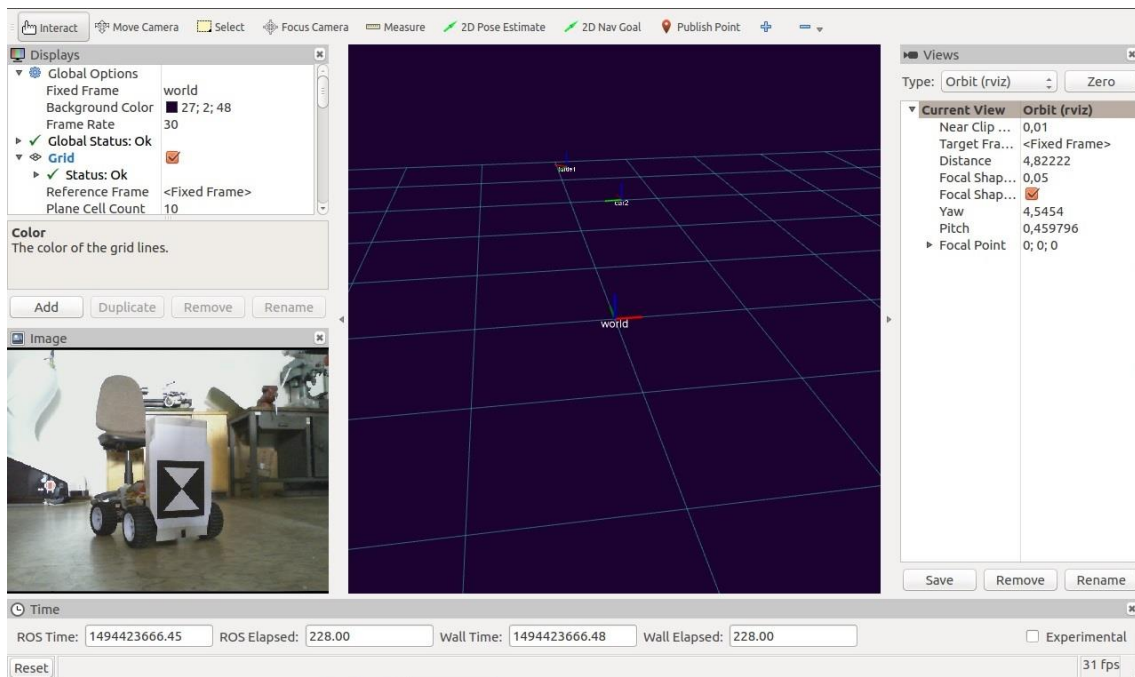 Interact Move Camera Select Focus Camera Measure 2D Pose Estimate 2D Nav Goal Publish Point
Displays
Global Options
Fixed Frame world
Background Color 27; 2; 48
Frame Rate 30
Global Status: Ok
Grid
Status: Ok
Reference Frame <Fixed Frame>
Plane Cell Count 10
Color
The color of the grid lines.
Add Duplicate Remove Rename
Image
turtle1
car2
world
Views
Type: Orbit (rviz) Zero
Current View Orbit (rviz)
Near Clip ... 0,01
Target Fra... <Fixed Frame>
Distance 4,82222
Focal Shap... 0,05
Focal Shap...
Yaw 4,5454
Pitch 0,459796
Focal Point 0; 0; 0
Save Remove Rename
Time
ROS Time: 1494423666.45 ROS Elapsed: 228.00 Wall Time: 1494423666.48 Wall Elapsed: 228.00 Experimental
Reset 31 fps